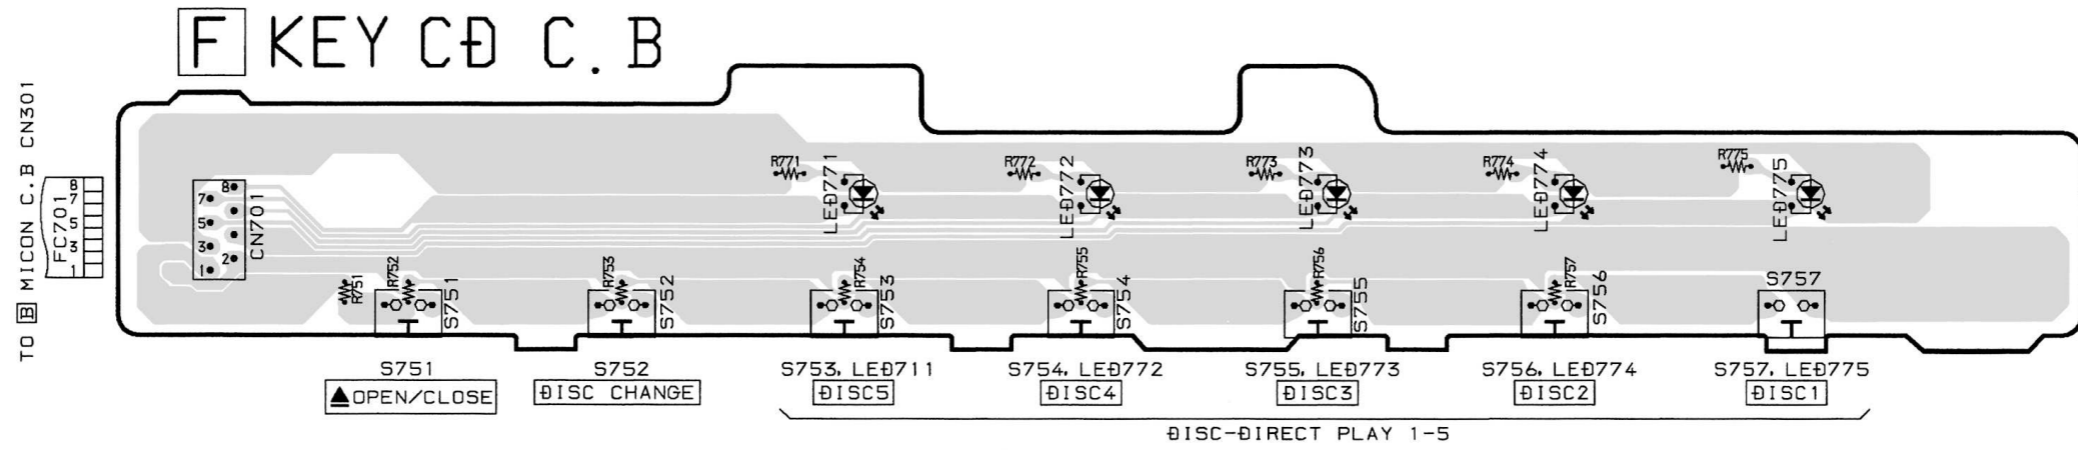 F KEY CD C.B
TO B MICON C.B CN301
FC701
8
7
5
3
1
CN701
8
7
5
3
2
1
R771
LED771
R772
LED772
R773
LED773
R774
LED774
R775
LED775
R751
R752
S751
R753
S752
R754
S753
R755
S754
R756
S755
R757
S756
S757
S751
▲OPEN/CLOSE
S752
DISC CHANGE
S753, LED711
DISC5
S754, LED772
DISC4
S755, LED773
DISC3
S756, LED774
DISC2
S757, LED775
DISC1
DISC-DIRECT PLAY 1-5